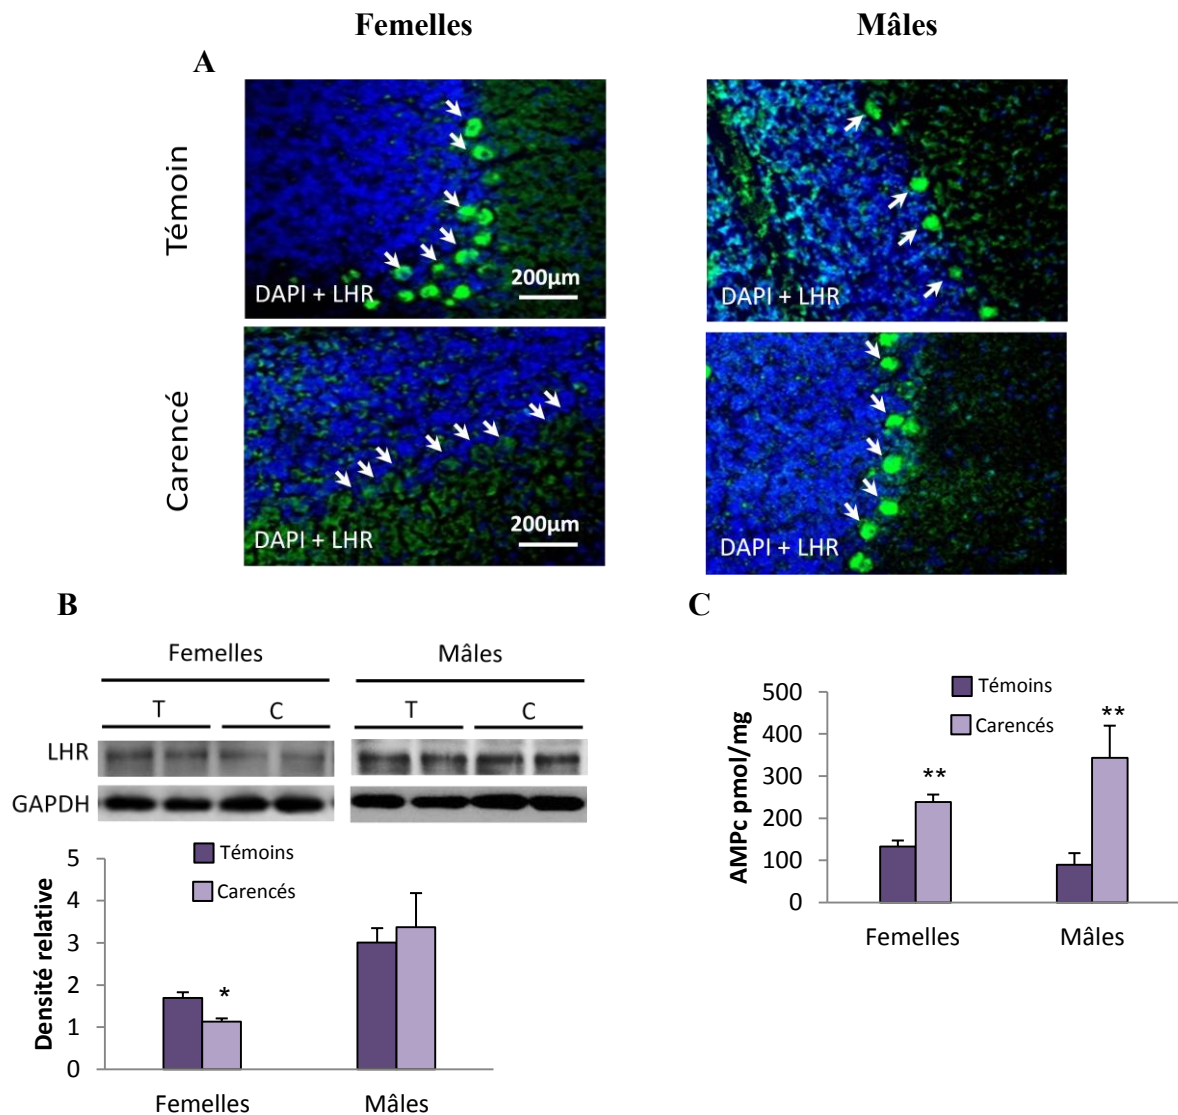 Femelles
Mâles
A
Témoin
DAPI + LHR
200µm
DAPI + LHR
Carencé
DAPI + LHR
200µm
DAPI + LHR
B
Femelles
Mâles
T
C
T
C
LHR
GAPDH
Témoins
Carencés
Densité relative
5
4
3
2
1
0
*
Femelles
Mâles
C
Témoins
Carencés
AMPc pmol/mg
500
400
300
200
100
0
**
**
Femelles
Mâles